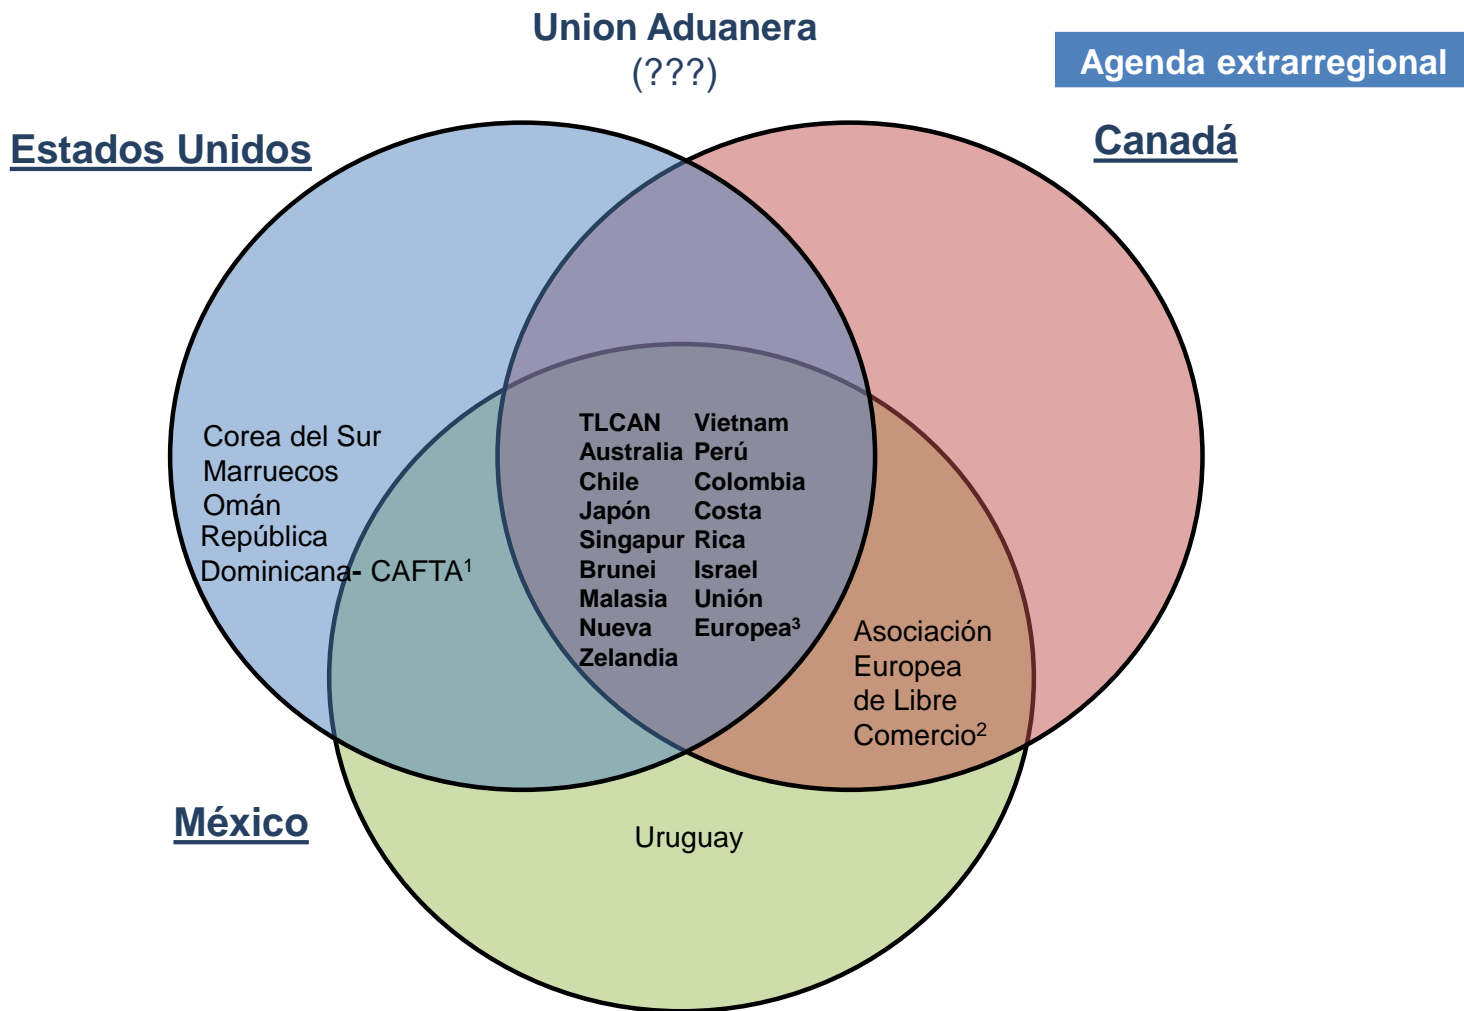 Union Aduanera
(???)
Agenda extrarregional
Estados Unidos
Canadá
Corea del Sur
Marruecos
Omán
República
Dominicana- CAFTA¹
TLCAN
Australia
Chile
Japón
Singapur
Brunei
Malasia
Nueva
Zelandia
Vietnam
Perú
Colombia
Costa
Rica
Israel
Unión
Europea³
Asociación
Europea
de Libre
Comercio²
México
Uruguay